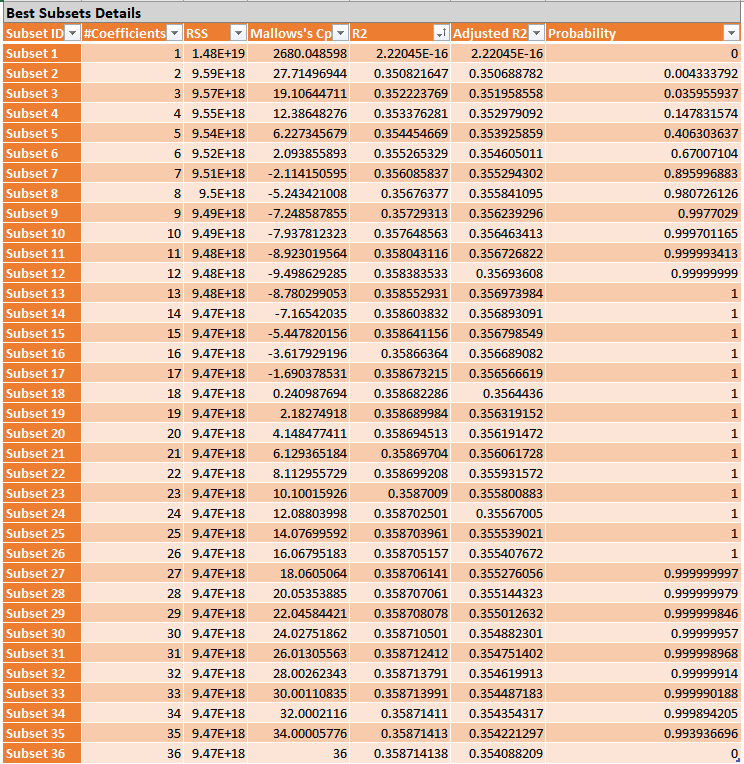 Best Subsets Details
Subset ID #Coefficients RSS Mallows's Cp R2 Adjusted R2 Probability
Subset 1 1 1.48E+19 2680.048598 2.22045E-16 2.22045E-16 0
Subset 2 2 9.59E+18 27.71496944 0.350821647 0.350688782 0.004333792
Subset 3 3 9.57E+18 19.10644711 0.352223769 0.351958558 0.035955937
Subset 4 4 9.55E+18 12.38648276 0.353376281 0.352979092 0.147831574
Subset 5 5 9.54E+18 6.227345679 0.354454669 0.353925859 0.406303637
Subset 6 6 9.52E+18 2.093855893 0.355265329 0.354605011 0.67007104
Subset 7 7 9.51E+18 -2.114150595 0.356085837 0.355294302 0.895996883
Subset 8 8 9.5E+18 -5.243421008 0.35676377 0.355841095 0.980726126
Subset 9 9 9.49E+18 -7.248587855 0.35729313 0.356239296 0.9977029
Subset 10 10 9.49E+18 -7.937812323 0.357648563 0.356463413 0.999701165
Subset 11 11 9.48E+18 -8.923019564 0.358043116 0.356726822 0.999993413
Subset 12 12 9.48E+18 -9.498629285 0.358383533 0.35693608 0.99999999
Subset 13 13 9.48E+18 -8.780299053 0.358552931 0.356973984 1
Subset 14 14 9.47E+18 -7.16542035 0.358603832 0.356893091 1
Subset 15 15 9.47E+18 -5.447820156 0.358641156 0.356798549 1
Subset 16 16 9.47E+18 -3.617929196 0.35866364 0.356689082 1
Subset 17 17 9.47E+18 -1.690378531 0.358673215 0.356566619 1
Subset 18 18 9.47E+18 0.240987694 0.358682286 0.3564436 1
Subset 19 19 9.47E+18 2.18274918 0.358689984 0.356319152 1
Subset 20 20 9.47E+18 4.148477411 0.358694513 0.356191472 1
Subset 21 21 9.47E+18 6.129365184 0.35869704 0.356061728 1
Subset 22 22 9.47E+18 8.112955729 0.358699208 0.355931572 1
Subset 23 23 9.47E+18 10.10015926 0.3587009 0.355800883 1
Subset 24 24 9.47E+18 12.08803998 0.358702501 0.35567005 1
Subset 25 25 9.47E+18 14.07699592 0.358703961 0.355539021 1
Subset 26 26 9.47E+18 16.06795183 0.358705157 0.355407672 1
Subset 27 27 9.47E+18 18.0605064 0.358706141 0.355276056 0.999999997
Subset 28 28 9.47E+18 20.05353885 0.358707061 0.355144323 0.999999979
Subset 29 29 9.47E+18 22.04584421 0.358708078 0.355012632 0.999999846
Subset 30 30 9.47E+18 24.02751862 0.358710501 0.354882301 0.99999957
Subset 31 31 9.47E+18 26.01305563 0.358712412 0.354751402 0.999998968
Subset 32 32 9.47E+18 28.00262343 0.358713791 0.354619913 0.99999914
Subset 33 33 9.47E+18 30.00110835 0.358713991 0.354487183 0.999990188
Subset 34 34 9.47E+18 32.0002116 0.35871411 0.354354317 0.999894205
Subset 35 35 9.47E+18 34.00005776 0.35871413 0.354221297 0.993936696
Subset 36 36 9.47E+18 36 0.358714138 0.354088209 0